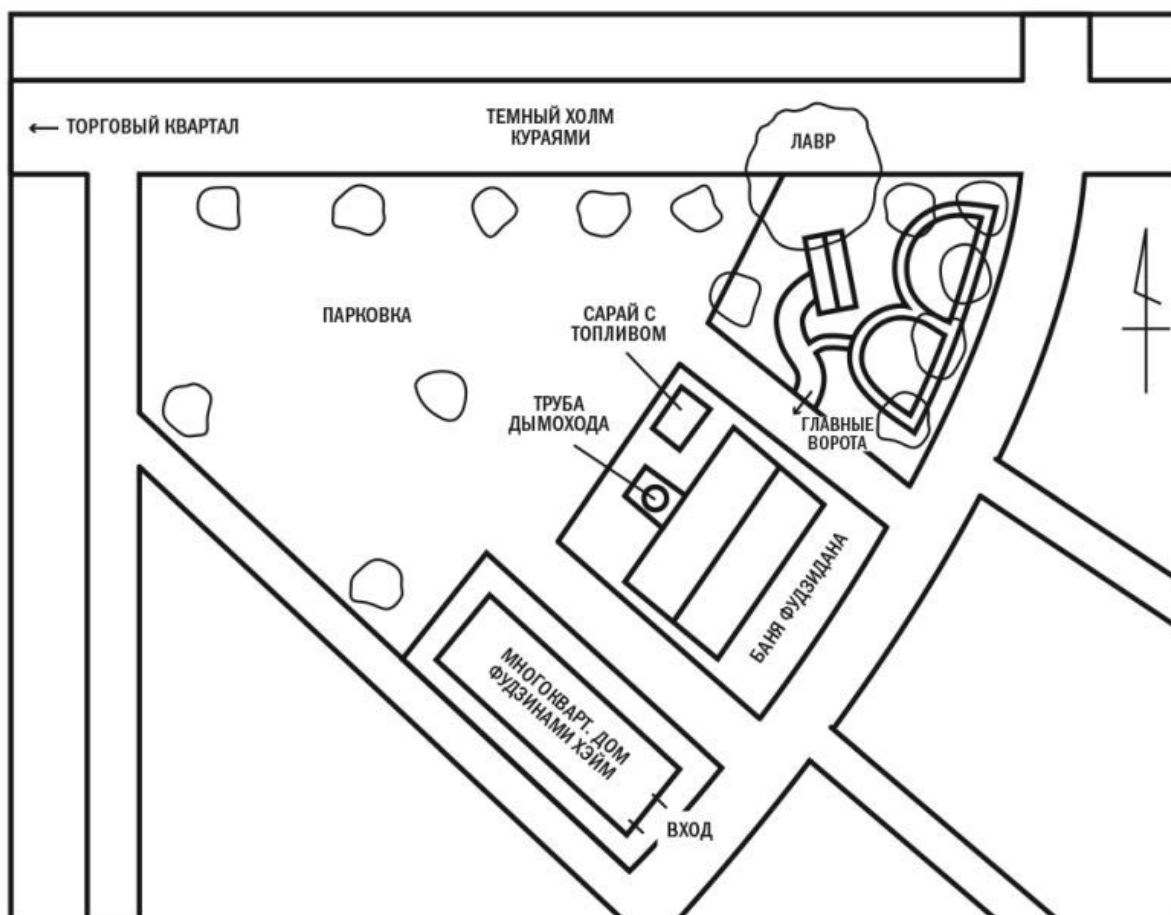 ← ТОРГОВЫЙ КВАРТАЛ
ТЕМНЫЙ ХОЛМ
КУРАЯМИ
ЛАВР
ПАРКОВКА
САРАЙ С
ТОПЛИВОМ
ТРУБА
ДЫМОХОДА
ГЛАВНЫЕ
ВОРОТА
БАНЯ ФУДЗИДАНА
МНОГОКВАРТ. ДОМ
ФУДЗИНАМИ ХЭЙМ
ВХОД